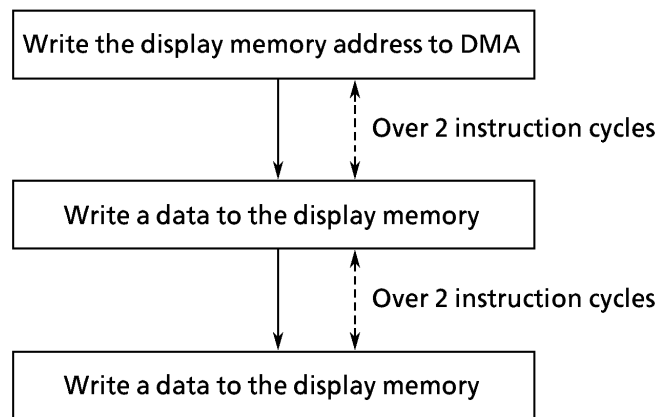 Write the display memory address to DMA
Over 2 instruction cycles
Write a data to the display memory
Over 2 instruction cycles
Write a data to the display memory